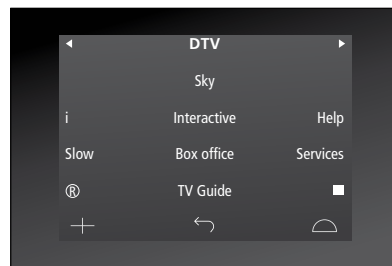 DTV
Sky
i Interactive Help
Slow Box office Services
® TV Guide